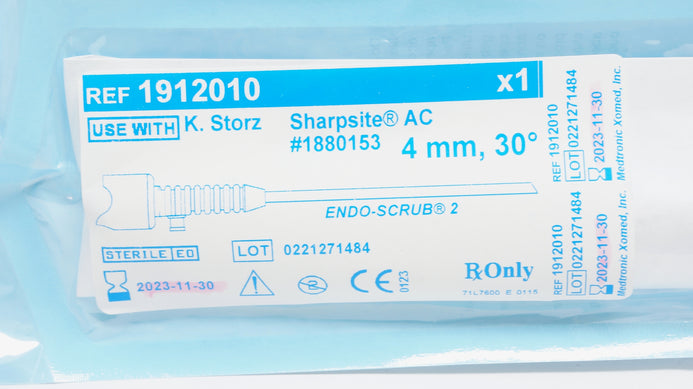 REF 1912010 x1
USE WITH K. Storz Sharpsite® AC
#1880153 4 mm, 30°
ENDO-SCRUB® 2
STERILE EO LOT 0221271484
2023-11-30 2 0123 RxOnly
71L7600 E 0115
REF 1912010
LOT 0221271484
2023-11-30
Medtronic Xomed, Inc.
REF 1912010
LOT 0221271484
2023-11-30
Medtronic Xomed, Inc.